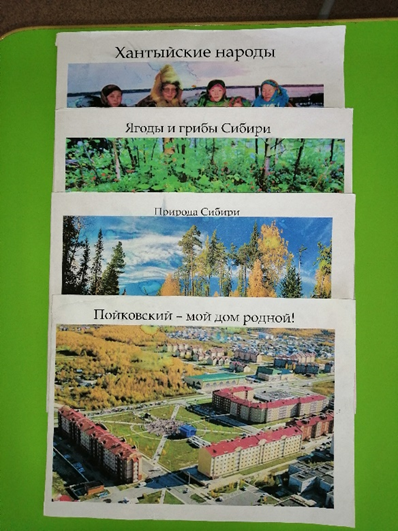 Хантыйские народы
Ягоды и грибы Сибири
Природа Сибири
Пойковский – мой дом родной!